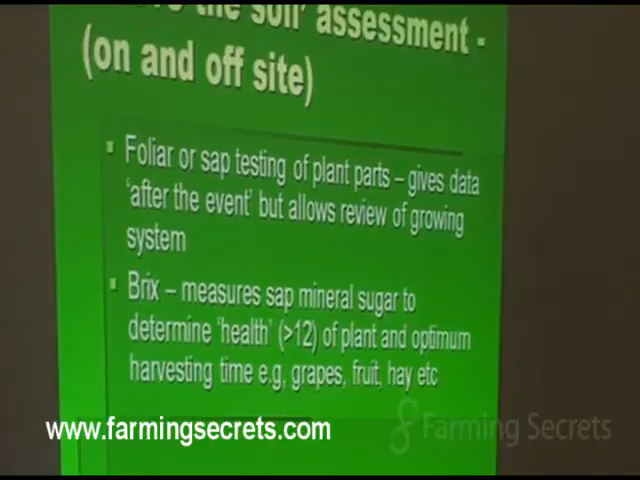 the soil' assessment -
(on and off site)
Foliar or sap testing of plant parts – gives data
'after the event' but allows review of growing
system
Brix – measures sap mineral sugar to
determine 'health' (>12) of plant and optimum
harvesting time e.g, grapes, fruit, hay etc
www.farmingsecrets.com
Farming Secrets